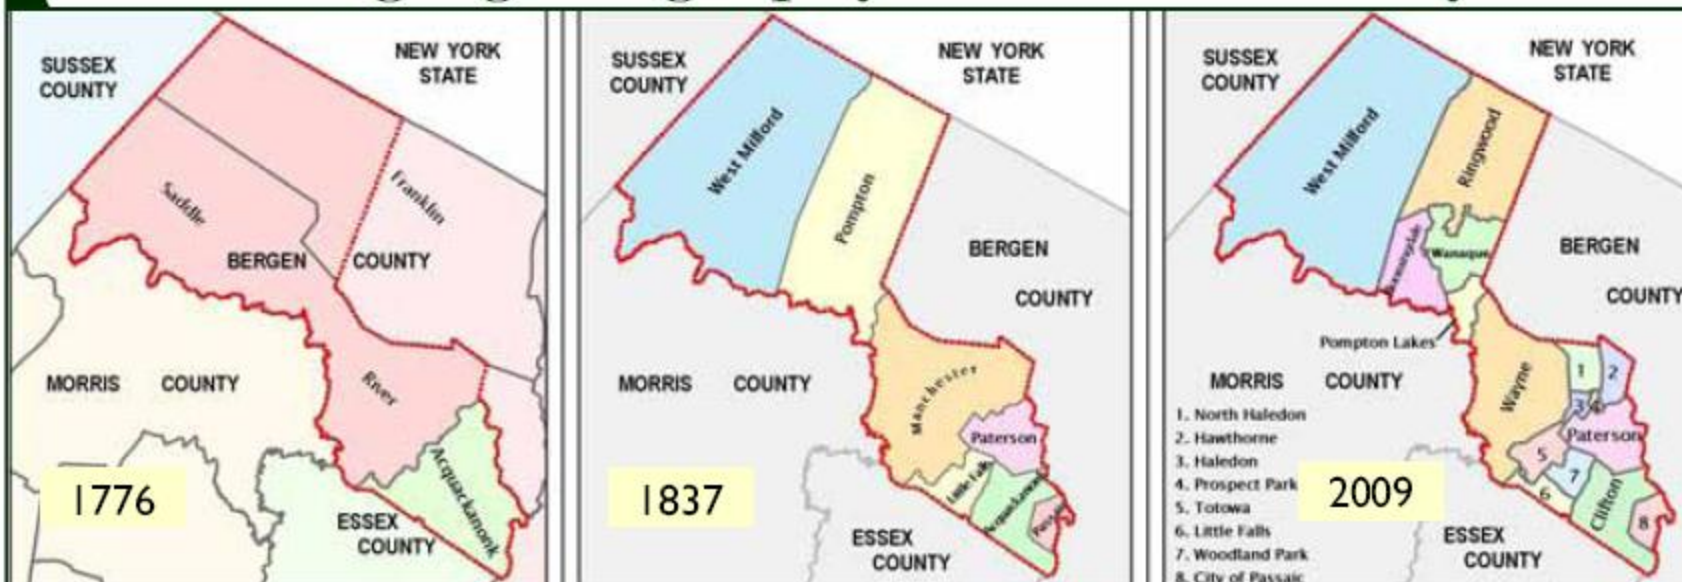 SUSSEX
COUNTY
NEW YORK
STATE
Saddle
Franklin
BERGEN COUNTY
MORRIS COUNTY
River
Acquackanonk
1776
ESSEX
COUNTY
SUSSEX
COUNTY
NEW YORK
STATE
West Milford
Pompton
BERGEN
COUNTY
MORRIS COUNTY
Manchester
Paterson
Little Falls
1837
ESSEX
COUNTY
SUSSEX
COUNTY
NEW YORK
STATE
West Milford
Ringwood
Wanaque
BERGEN
COUNTY
Pompton Lakes
MORRIS COUNTY
Wayne
1
2
3
4
Paterson
5
7
6
Clifton
8
1. North Haledon
2. Hawthorne
3. Haledon
4. Prospect Park
5. Totowa
6. Little Falls
7. Woodland Park
8. City of Passaic
2009
ESSEX
COUNTY